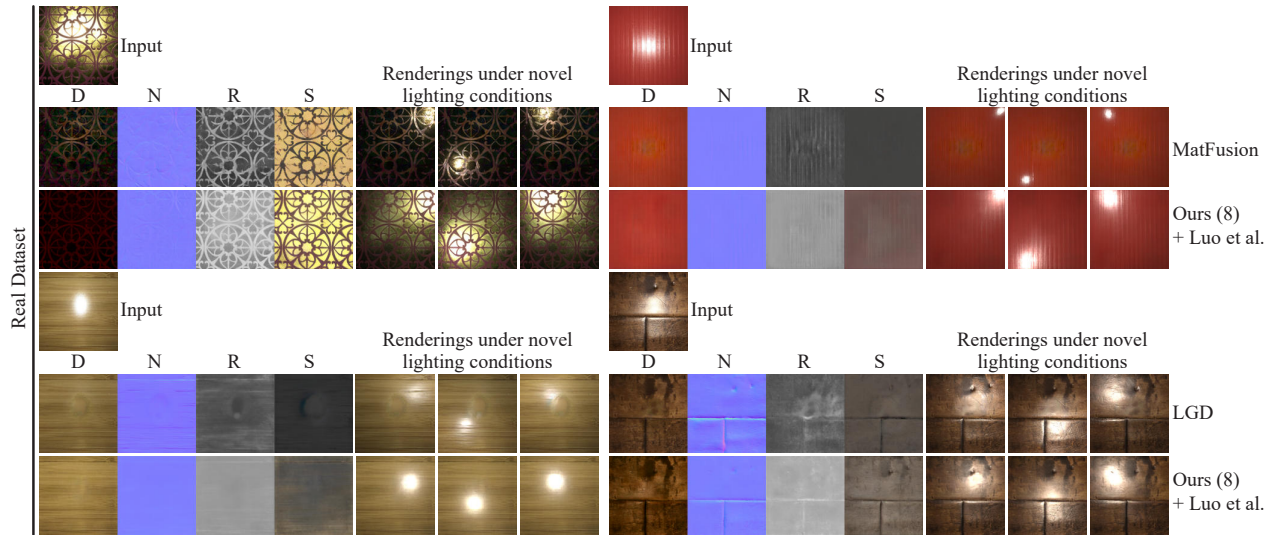 Real Dataset
Input
D N R S
Renderings under novel
lighting conditions
Input
D N R S
Renderings under novel
lighting conditions
MatFusion
Ours (8)
+ Luo et al.
Input
D N R S
Renderings under novel
lighting conditions
Input
D N R S
Renderings under novel
lighting conditions
LGD
Ours (8)
+ Luo et al.